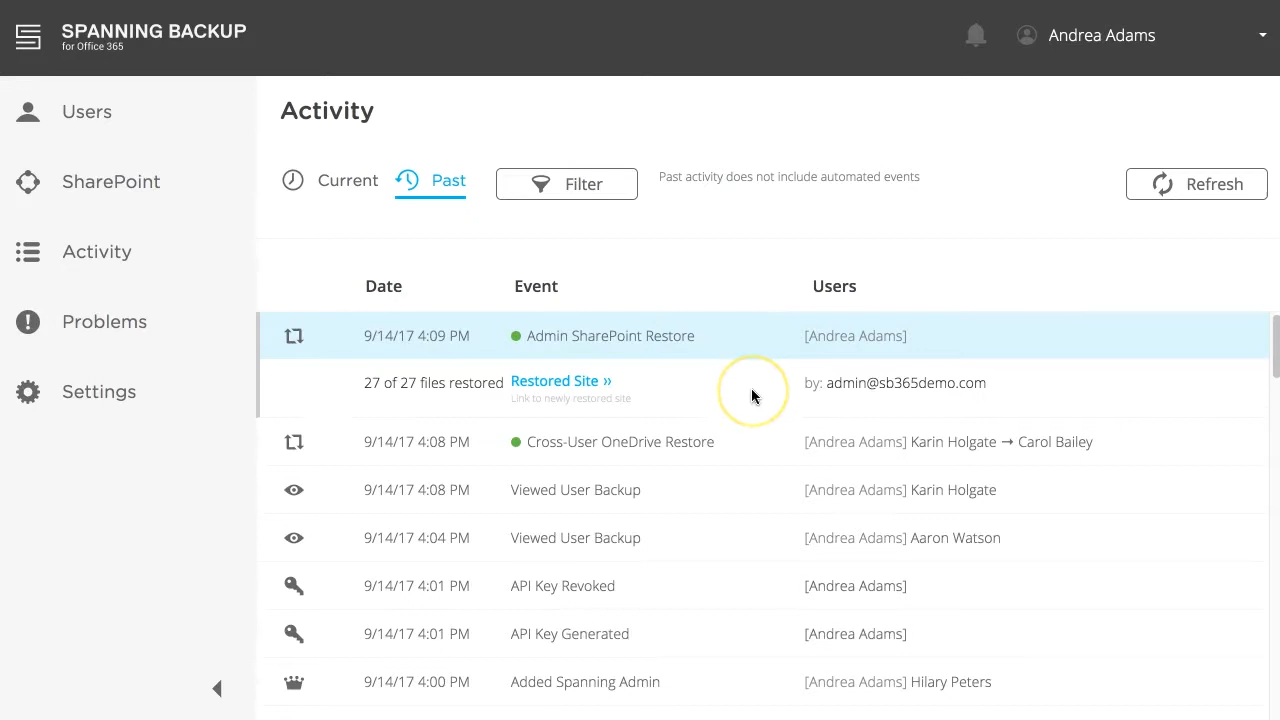 SPANNING BACKUP
for Office 365
Andrea Adams
Users
SharePoint
Activity
Problems
Settings
Activity
Current
Past
Filter
Past activity does not include automated events
Refresh
Date Event Users
9/14/17 4:09 PM Admin SharePoint Restore [Andrea Adams]
27 of 27 files restored Restored Site » by: admin@sb365demo.com
Link to newly restored site
9/14/17 4:08 PM Cross-User OneDrive Restore [Andrea Adams] Karin Holgate → Carol Bailey
9/14/17 4:08 PM Viewed User Backup [Andrea Adams] Karin Holgate
9/14/17 4:04 PM Viewed User Backup [Andrea Adams] Aaron Watson
9/14/17 4:01 PM API Key Revoked [Andrea Adams]
9/14/17 4:01 PM API Key Generated [Andrea Adams]
9/14/17 4:00 PM Added Spanning Admin [Andrea Adams] Hilary Peters